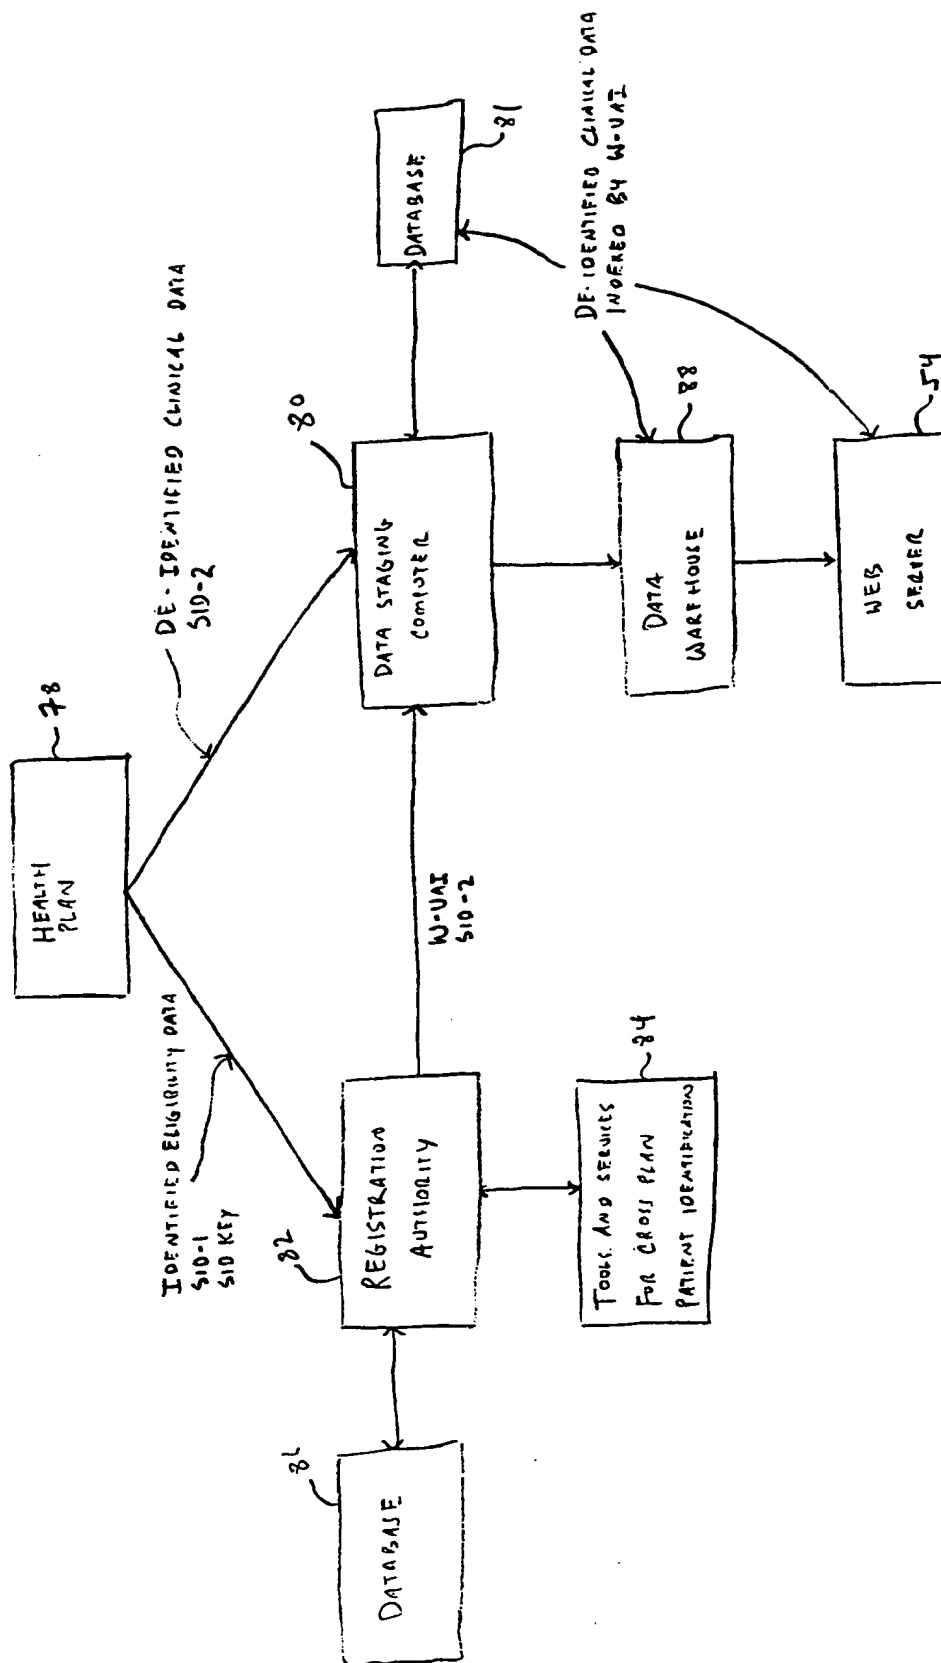 HEALTH
PLAN
78
IDENTIFIED ELIGIBILITY DATA
SID-1
SID KEY
DE-IDENTIFIED CLINICAL DATA
SID-2
82
REGISTRATION
AUTHORITY
W-UAI
SID-2
80
DATA STAGING
COMPUTER
DATABASE
81
DATABASE
TOOLS AND SERVICES
FOR CROSS PLAN
PATIENT IDENTIFICATION
84
DATA
WAREHOUSE
88
DE-IDENTIFIED CLINICAL DATA
INDEXED BY W-UAI
WEB
SERVER
54